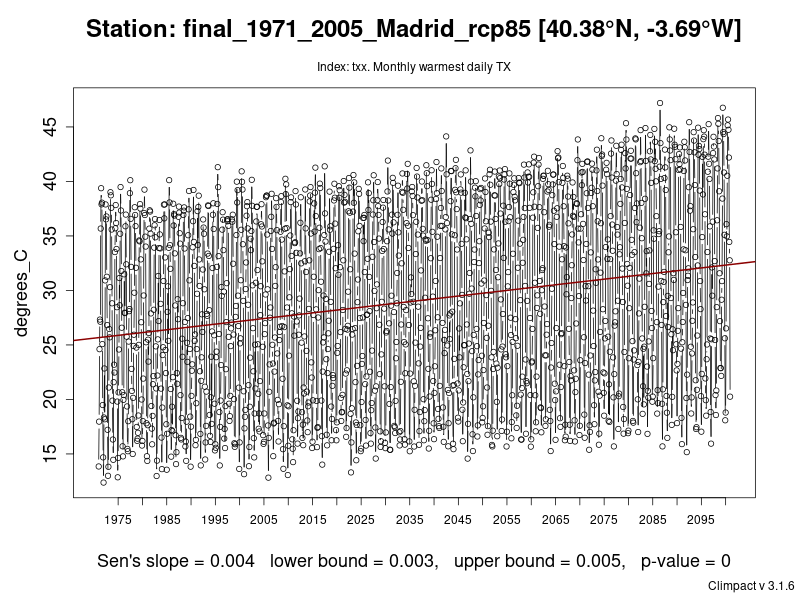 Station: final_1971_2005_Madrid_rcp85 [40.38°N, -3.69°W]
Index: txx. Monthly warmest daily TX
degrees_C
45
40
35
30
25
20
15
1975 1985 1995 2005 2015 2025 2035 2045 2055 2065 2075 2085 2095
Sen's slope = 0.004 lower bound = 0.003, upper bound = 0.005, p-value = 0
Climpact v 3.1.6